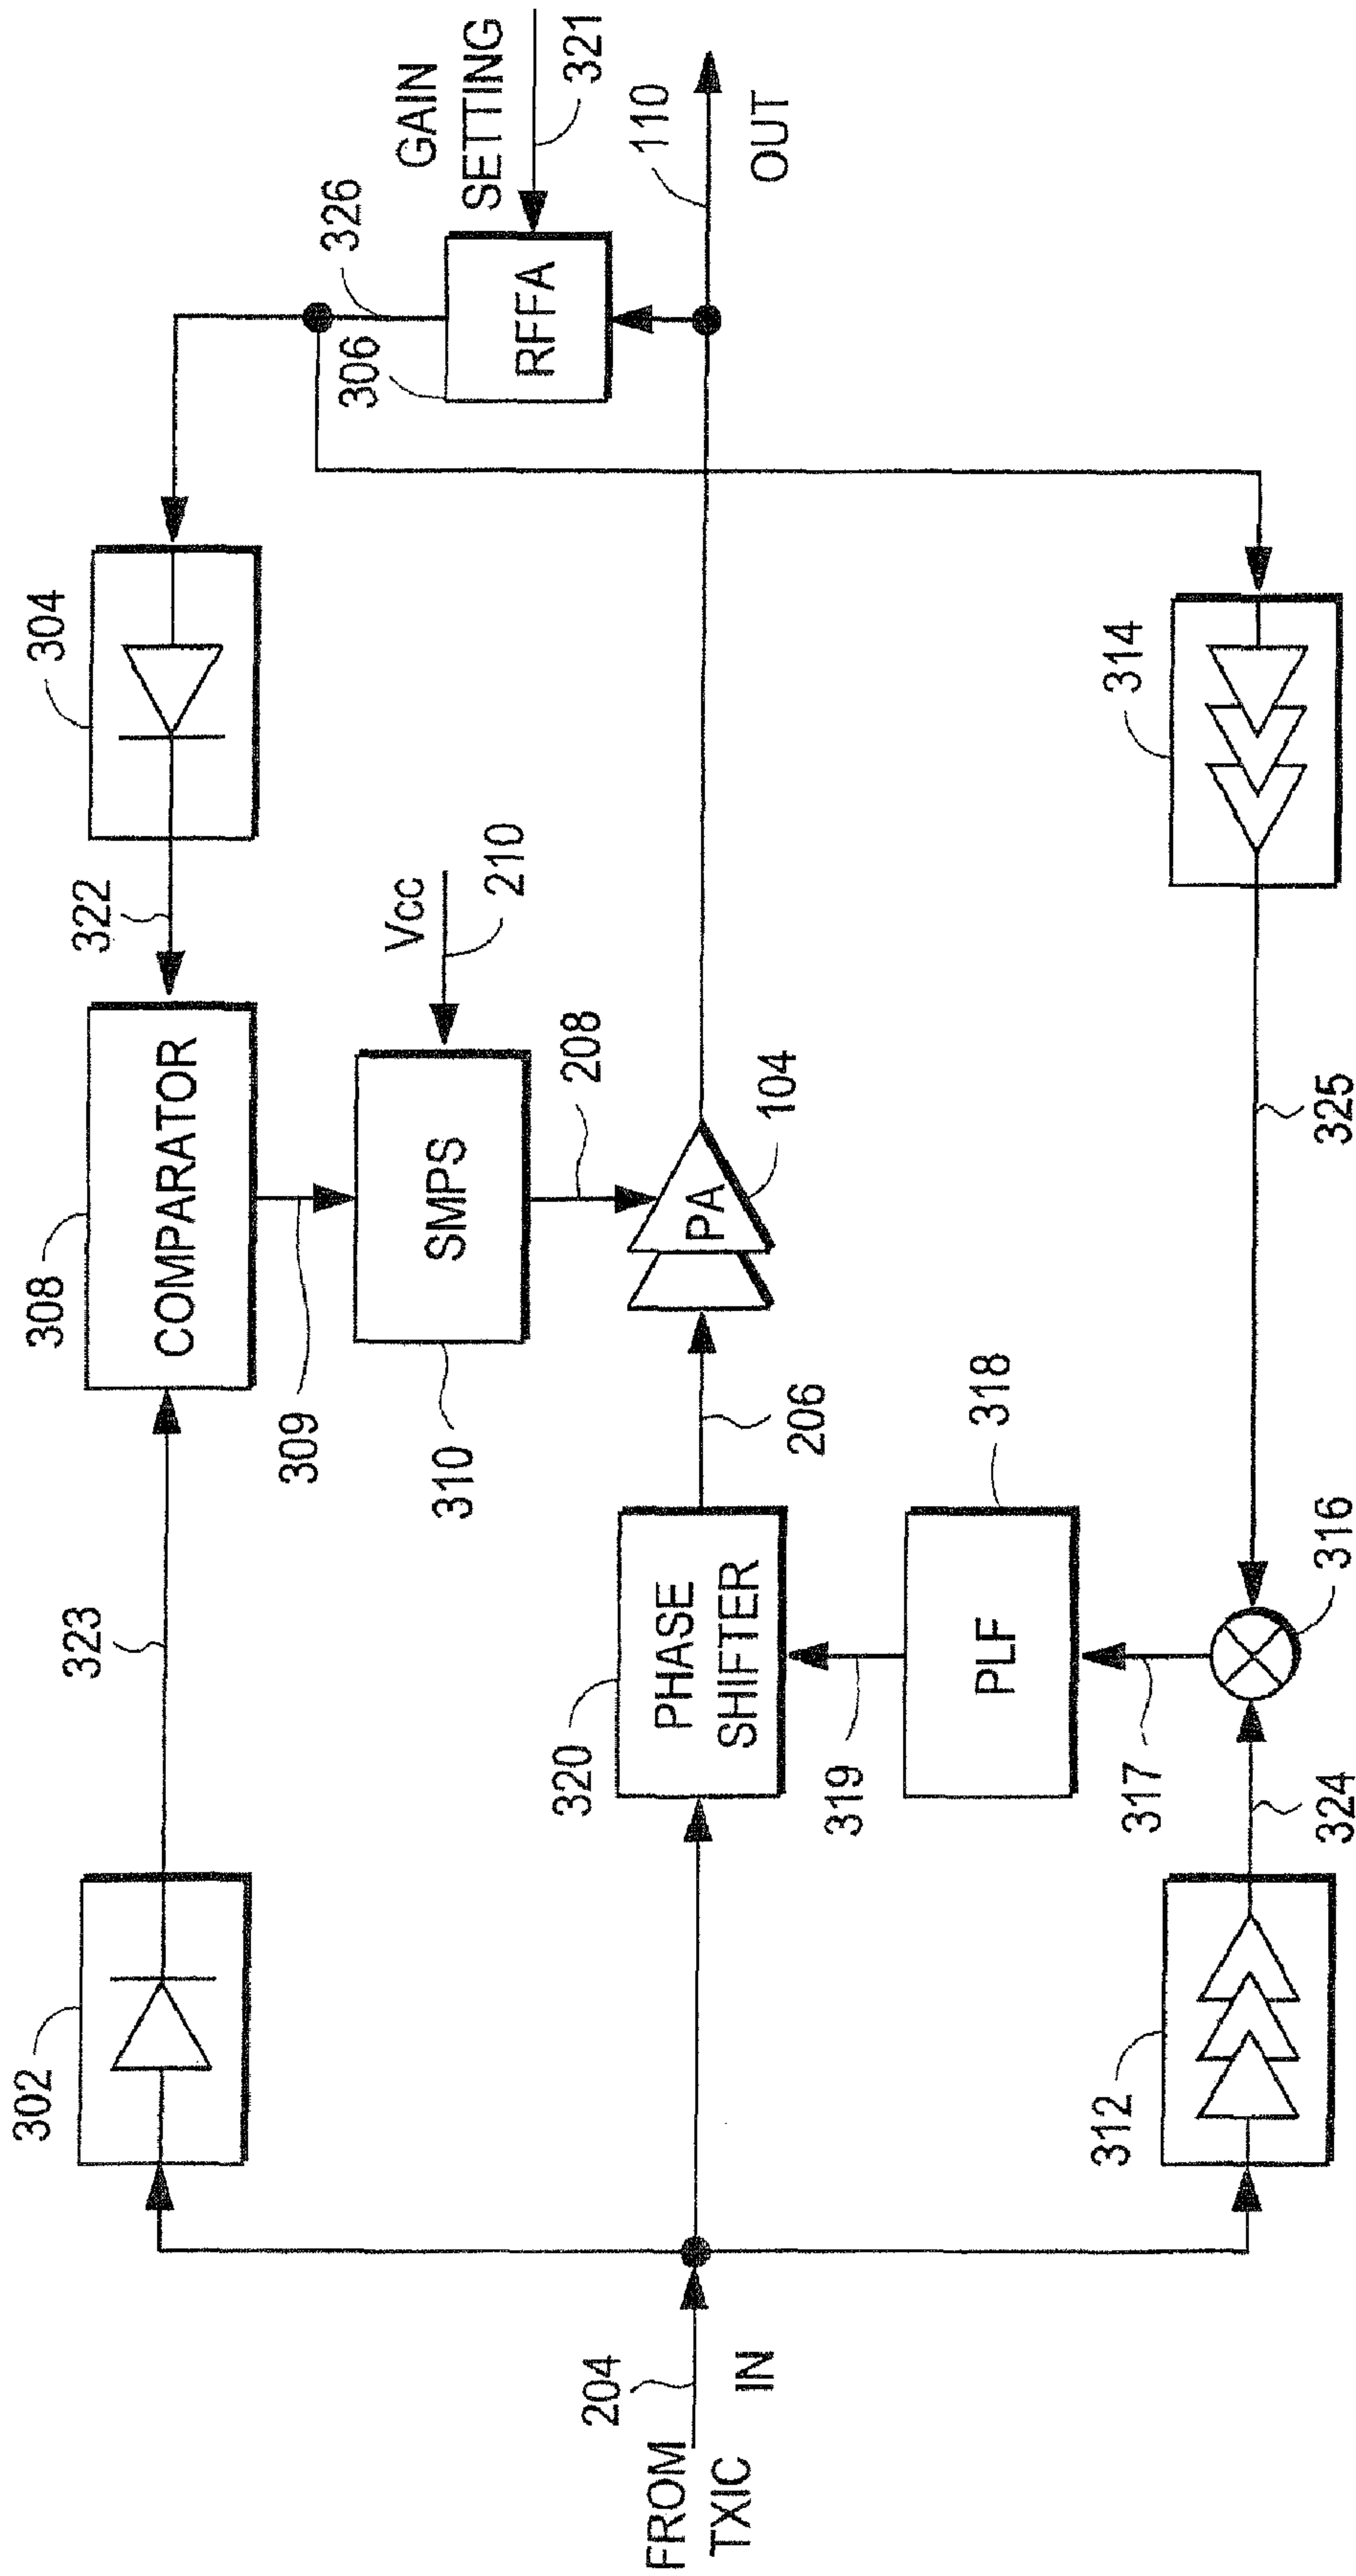 302
323
308
COMPARATOR
322
304
309
310
SMPS
Vcc
210
326
306
RFFA
GAIN
SETTING
321
208
PA
104
110
OUT
204
FROM
TXIC
IN
320
PHASE
SHIFTER
206
319
PLF
318
317
312
324
316
325
314